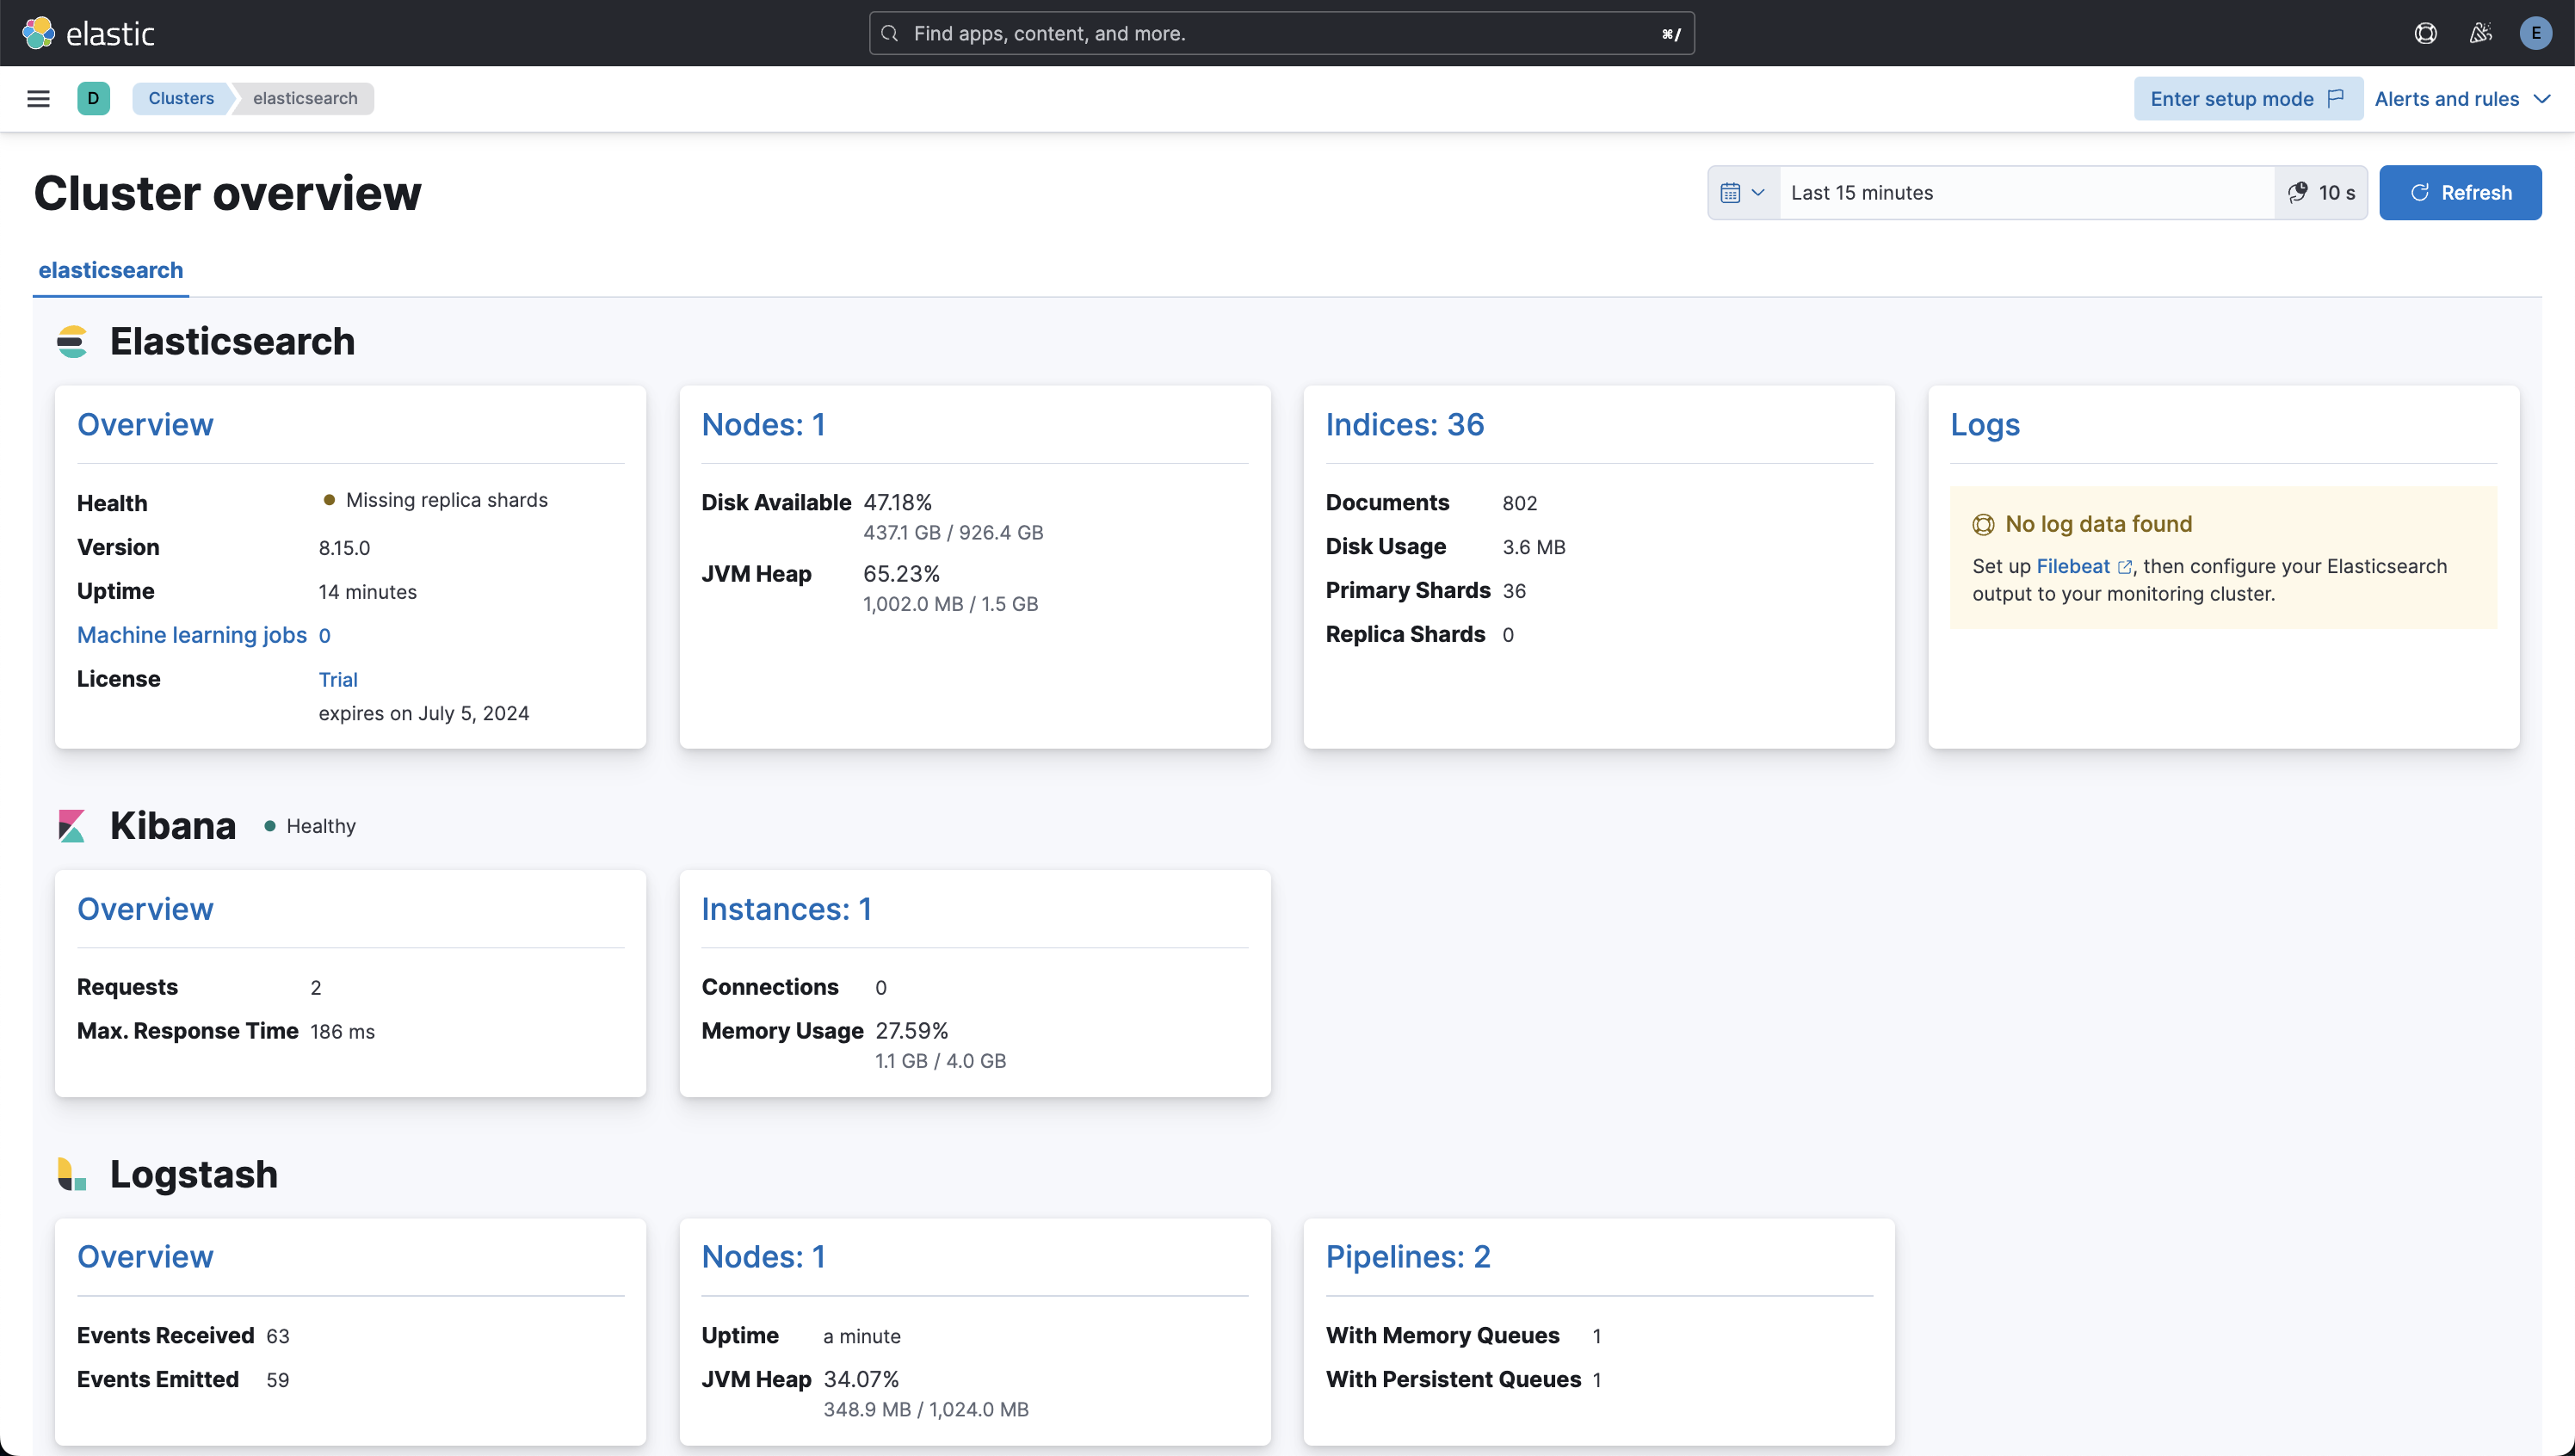 elastic
Find apps, content, and more.
⌘/
E
D
Clusters
elasticsearch
Enter setup mode
Alerts and rules
Cluster overview
Last 15 minutes
10 s
Refresh
elasticsearch
Elasticsearch
Overview
Health Missing replica shards
Version 8.15.0
Uptime 14 minutes
Machine learning jobs 0
License Trial
expires on July 5, 2024
Nodes: 1
Disk Available 47.18%
437.1 GB / 926.4 GB
JVM Heap 65.23%
1,002.0 MB / 1.5 GB
Indices: 36
Documents 802
Disk Usage 3.6 MB
Primary Shards 36
Replica Shards 0
Logs
No log data found
Set up Filebeat, then configure your Elasticsearch
output to your monitoring cluster.
Kibana Healthy
Overview
Requests 2
Max. Response Time 186 ms
Instances: 1
Connections 0
Memory Usage 27.59%
1.1 GB / 4.0 GB
Logstash
Overview
Events Received 63
Events Emitted 59
Nodes: 1
Uptime a minute
JVM Heap 34.07%
348.9 MB / 1,024.0 MB
Pipelines: 2
With Memory Queues 1
With Persistent Queues 1